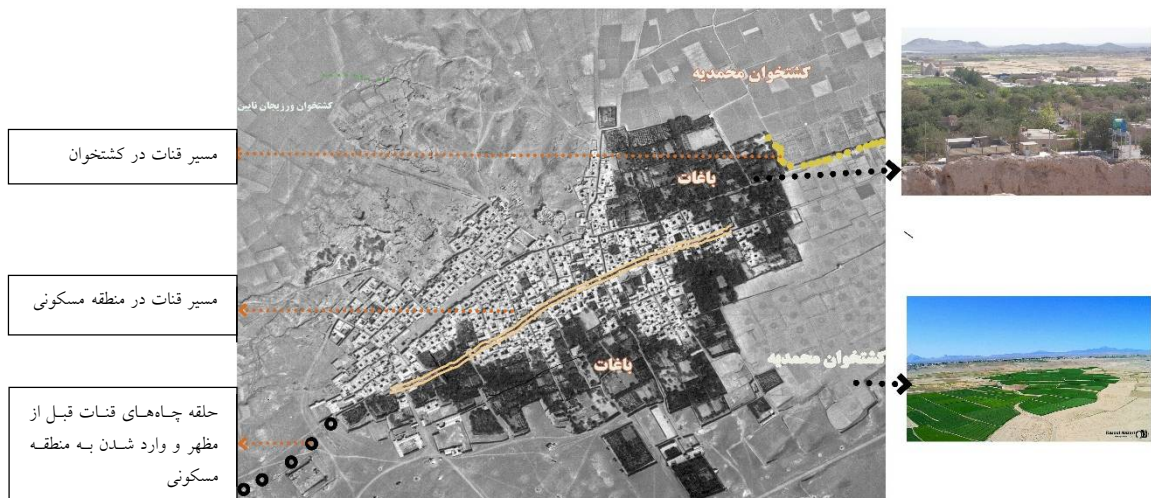 کشتخوان محمدیه
کشتخوان ورزیجان نایین
مسیر قنات در کشتخوان
باغات
مسیر قنات در منطقه مسکونی
کشتخوان محمدیه
باغات
حلقه چاه‌های قنات قبل از
مظهر و وارد شدن به منطقه
مسکونی